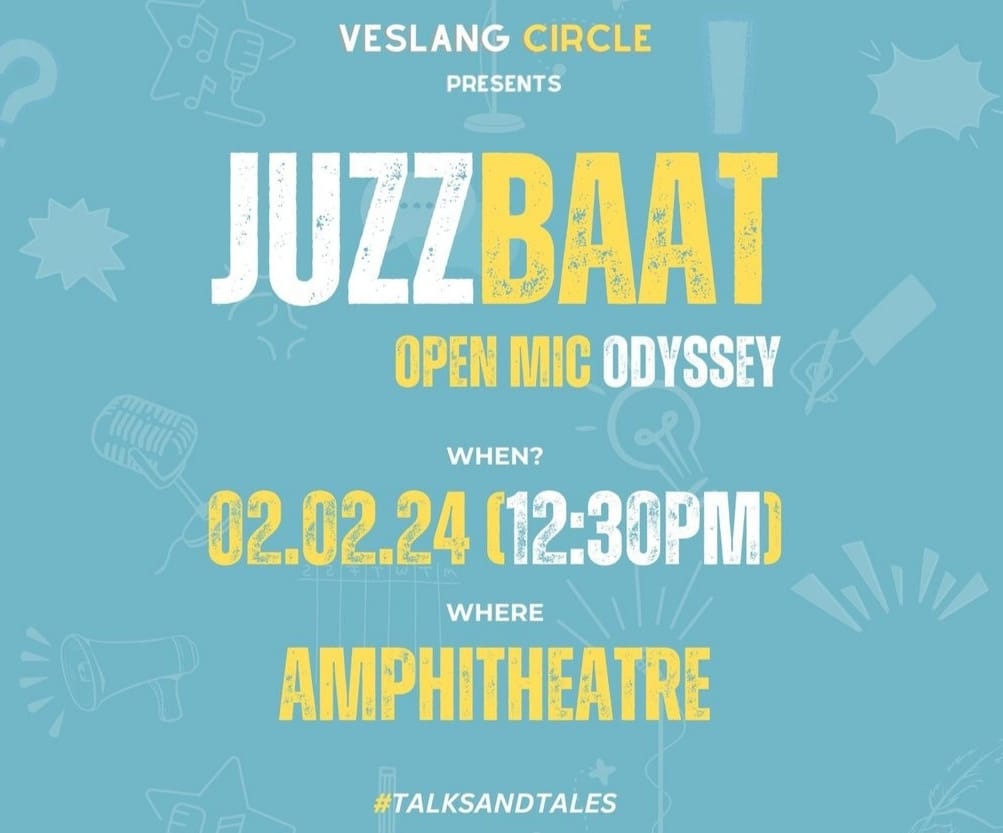 VESLANG CIRCLE
PRESENTS
JUZZBAAT
OPEN MIC ODYSSEY
WHEN?
02.02.24 (12:30PM)
WHERE
AMPHITHEATRE
#TALKSANDTALES